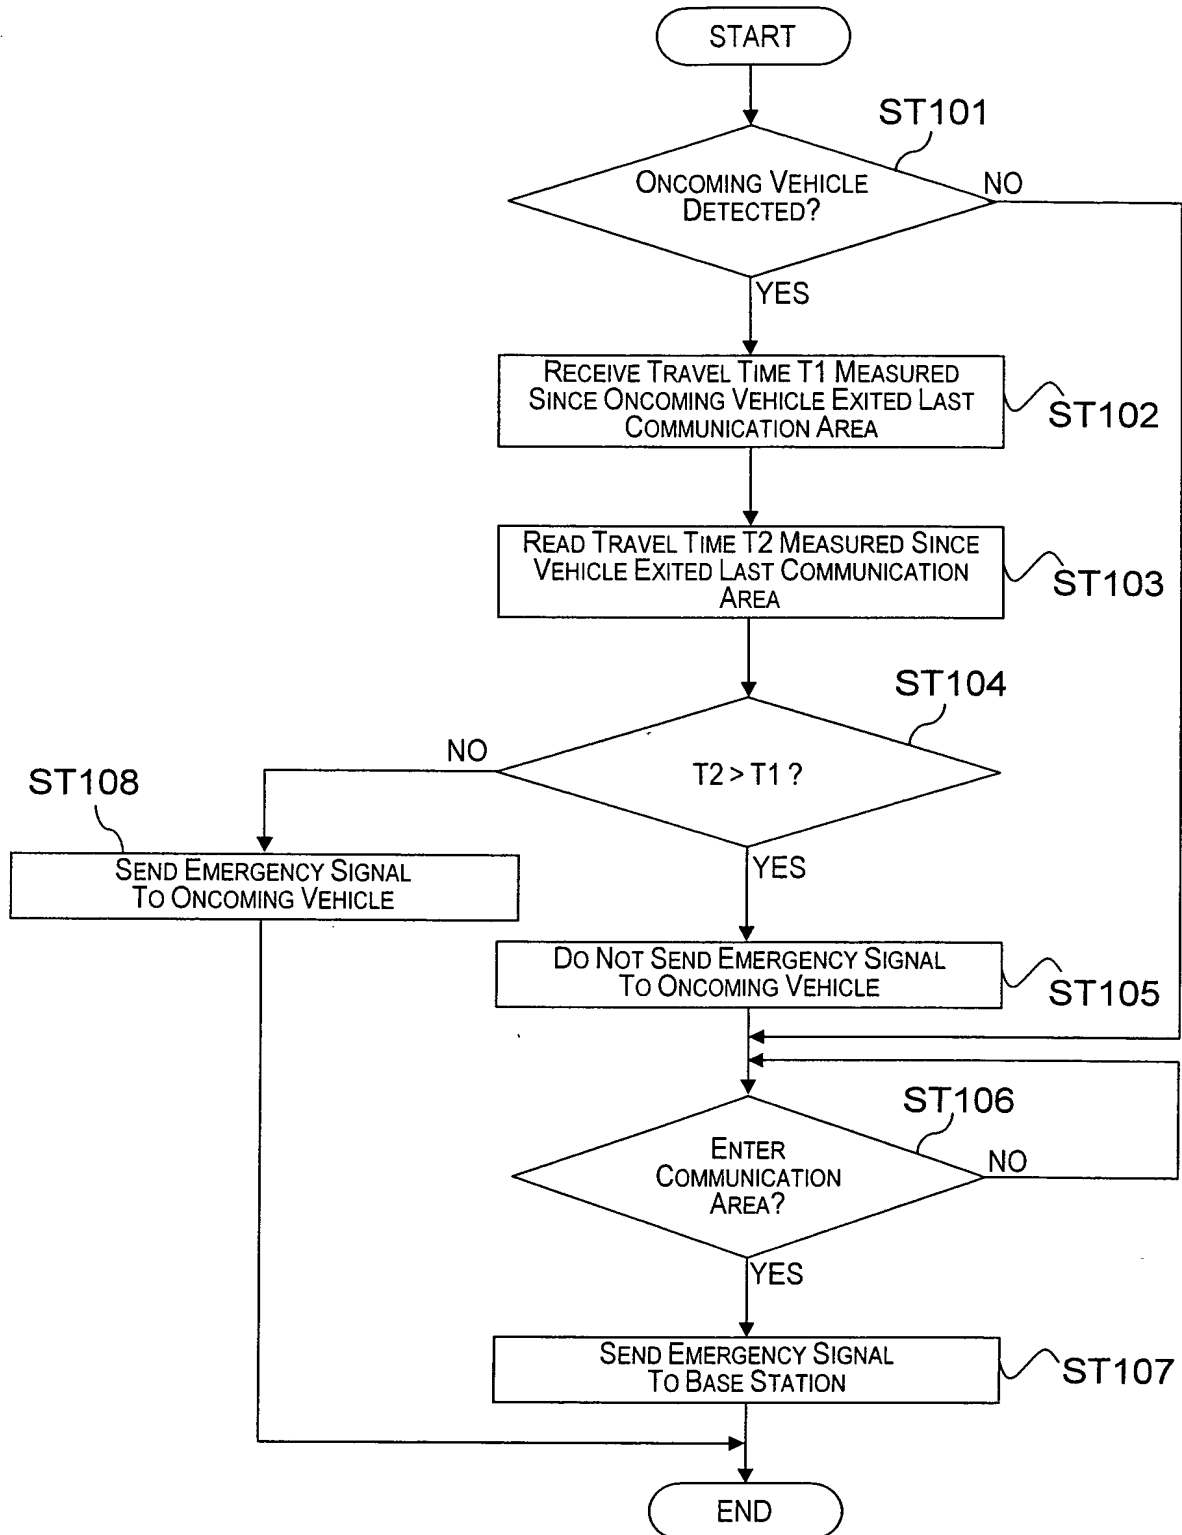 START
ST101
ONCOMING VEHICLE
DETECTED?
NO
YES
RECEIVE TRAVEL TIME T1 MEASURED
SINCE ONCOMING VEHICLE EXITED LAST
COMMUNICATION AREA
ST102
READ TRAVEL TIME T2 MEASURED SINCE
VEHICLE EXITED LAST COMMUNICATION
AREA
ST103
ST104
T2 > T1 ?
NO
YES
ST108
SEND EMERGENCY SIGNAL
TO ONCOMING VEHICLE
DO NOT SEND EMERGENCY SIGNAL
TO ONCOMING VEHICLE
ST105
ST106
ENTER
COMMUNICATION
AREA?
NO
YES
SEND EMERGENCY SIGNAL
TO BASE STATION
ST107
END